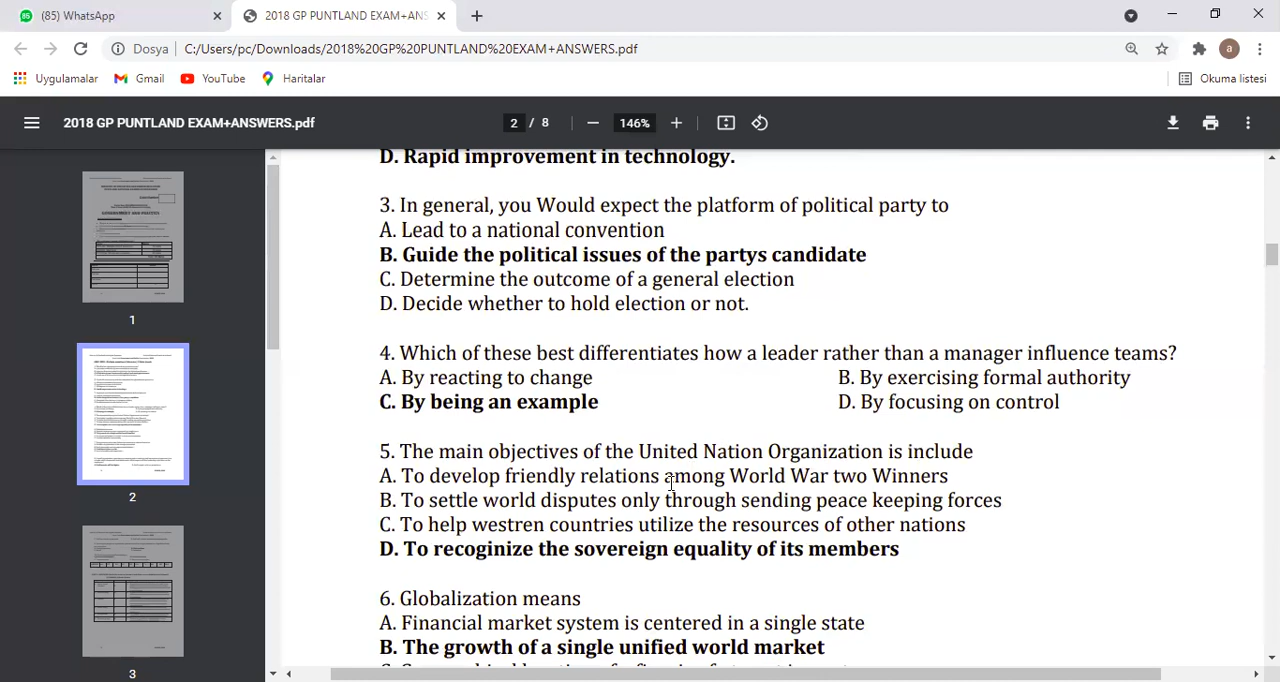 (85) WhatsApp
2018 GP PUNTLAND EXAM+ANS
Dosya
C:/Users/pc/Downloads/2018%20GP%20PUNTLAND%20EXAM+ANSWERS.pdf
a
Uygulamalar
Gmail
YouTube
Haritalar
Okuma listesi
2018 GP PUNTLAND EXAM+ANSWERS.pdf
2 / 8
146%
1
2
3
D. Rapid improvement in technology.
3. In general, you Would expect the platform of political party to
A. Lead to a national convention
B. Guide the political issues of the partys candidate
C. Determine the outcome of a general election
D. Decide whether to hold election or not.
4. Which of these best differentiates how a leader rather than a manager influence teams?
A. By reacting to change B. By exercising formal authority
C. By being an example D. By focusing on control
5. The main objectives of the United Nation Organization is include
A. To develop friendly relations among World War two Winners
B. To settle world disputes only through sending peace keeping forces
C. To help westren countries utilize the resources of other nations
D. To recoginize the sovereign equality of its members
6. Globalization means
A. Financial market system is centered in a single state
B. The growth of a single unified world market